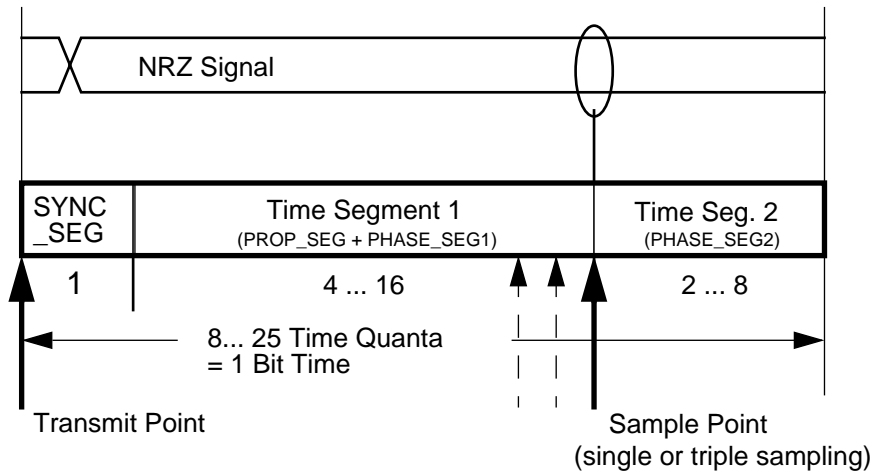 NRZ Signal
SYNC
_SEG
Time Segment 1
(PROP_SEG + PHASE_SEG1)
Time Seg. 2
(PHASE_SEG2)
1
4 ... 16
2 ... 8
8... 25 Time Quanta
= 1 Bit Time
Transmit Point
Sample Point
(single or triple sampling)